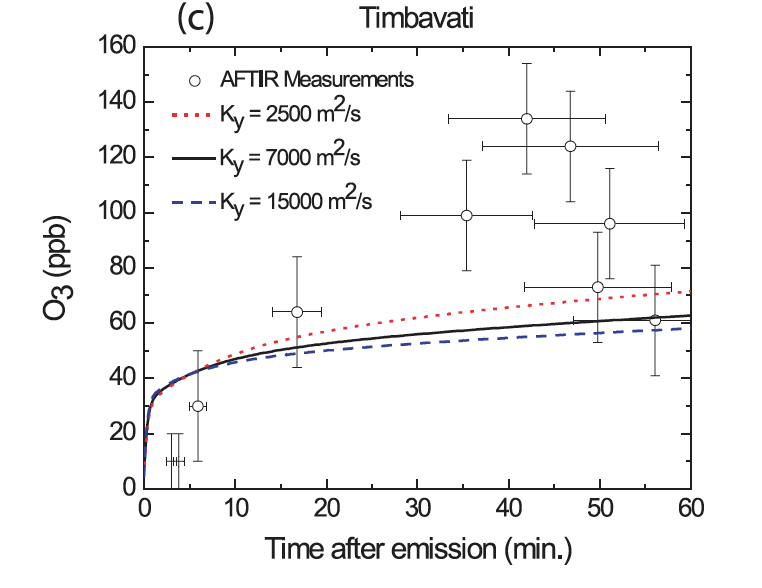 (c) Timbavati
160
140
120
100
80
60
40
20
0
O3 (ppb)
AFTIR Measurements
Ky = 2500 m2/s
Ky = 7000 m2/s
Ky = 15000 m2/s
0 10 20 30 40 50 60
Time after emission (min.)